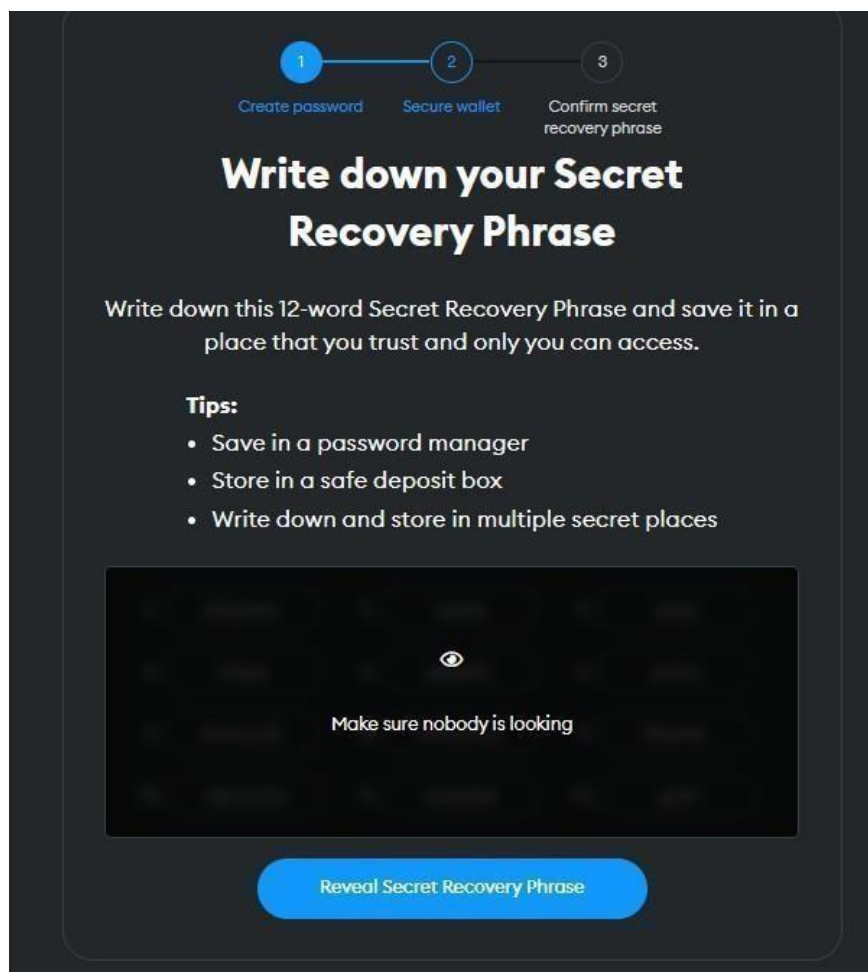 1
2
3
Create password
Secure wallet
Confirm secret
recovery phrase
Write down your Secret
Recovery Phrase
Write down this 12-word Secret Recovery Phrase and save it in a
place that you trust and only you can access.
Tips:
• Save in a password manager
• Store in a safe deposit box
• Write down and store in multiple secret places
Make sure nobody is looking
Reveal Secret Recovery Phrase